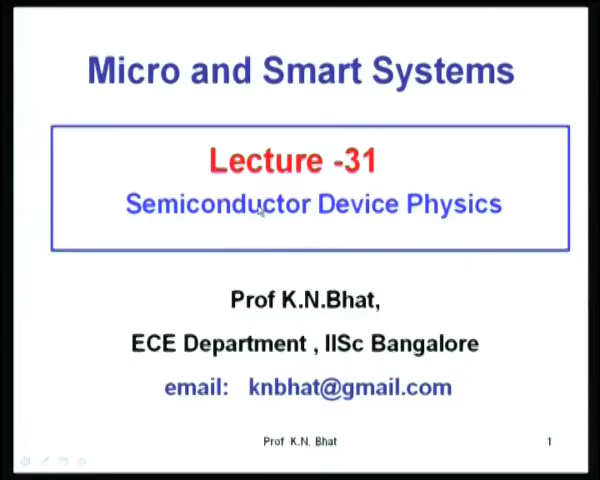 Micro and Smart Systems
Lecture -31
Semiconductor Device Physics
Prof K.N.Bhat,
ECE Department , IISc Bangalore
email: knbhat@gmail.com
Prof K.N. Bhat 1